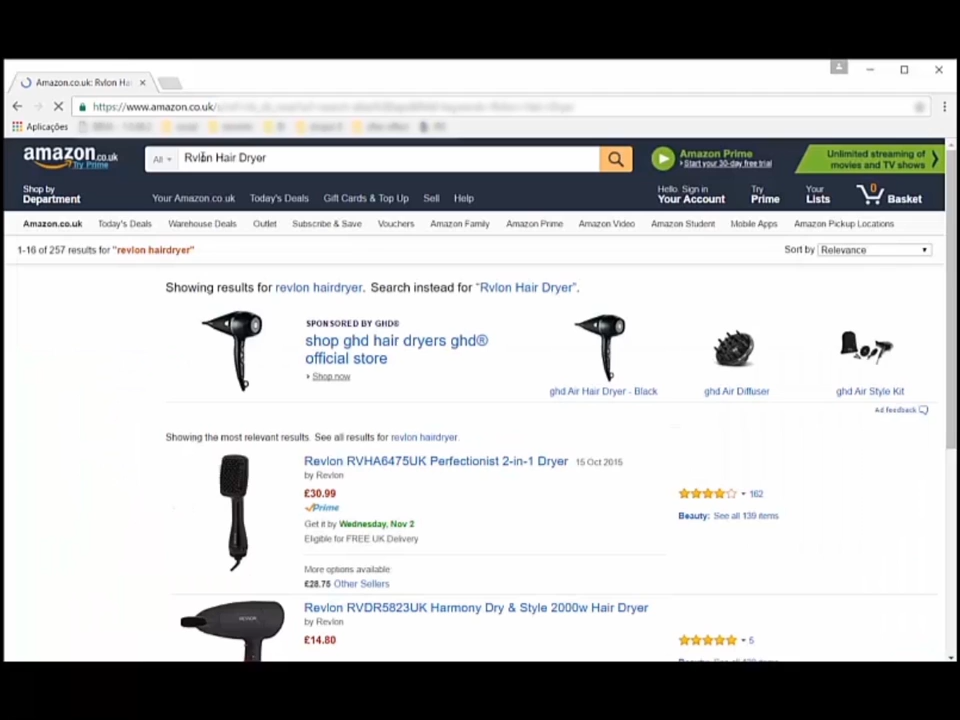 Amazon.co.uk: Rvlon Ha
https://www.amazon.co.uk/
Aplicações
amazon.co.uk
Try Prime
All
Rvlon Hair Dryer
Amazon Prime
Start your 30-day free trial
Unlimited streaming of
movies and TV shows
Shop by
Department
Your Amazon.co.uk
Today's Deals
Gift Cards & Top Up
Sell
Help
Hello. Sign in
Your Account
Try
Prime
Your
Lists
0
Basket
Amazon.co.uk
Today's Deals
Warehouse Deals
Outlet
Subscribe & Save
Vouchers
Amazon Family
Amazon Prime
Amazon Video
Amazon Student
Mobile Apps
Amazon Pickup Locations
1-16 of 257 results for "revlon hairdryer"
Sort by Relevance
Showing results for revlon hairdryer. Search instead for "Rvlon Hair Dryer".
SPONSORED BY GHD®
shop ghd hair dryers ghd®
official store
Shop now
ghd Air Hair Dryer - Black
ghd Air Diffuser
ghd Air Style Kit
Ad feedback
Showing the most relevant results. See all results for revlon hairdryer.
Revlon RVHA6475UK Perfectionist 2-in-1 Dryer 15 Oct 2015
by Revlon
£30.99
Prime
Get it by Wednesday, Nov 2
Eligible for FREE UK Delivery
162
Beauty: See all 139 items
More options available
£28.75 Other Sellers
Revlon RVDR5823UK Harmony Dry & Style 2000w Hair Dryer
by Revlon
£14.80
5
REVLON